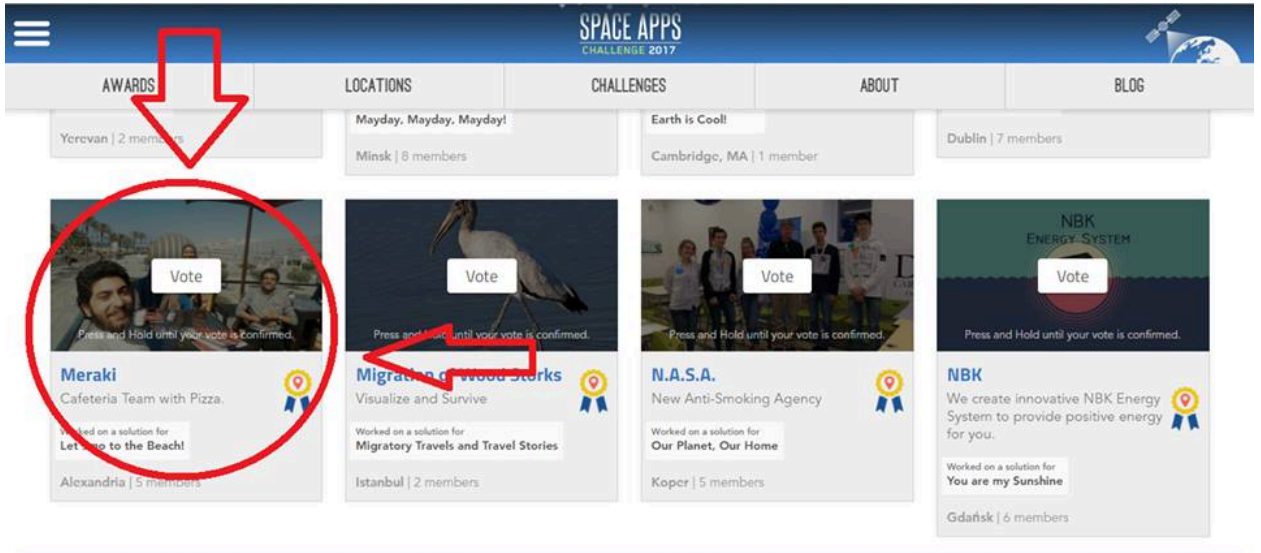 SPACE APPS
CHALLENGE 2017
AWARDS
LOCATIONS
CHALLENGES
ABOUT
BLOG
Yerevan | 2 members
Mayday, Mayday, Mayday!
Minsk | 8 members
Earth is Cool!
Cambridge, MA | 1 member
Dublin | 7 members
Vote
Press and Hold until your vote is confirmed.
Meraki
Cafeteria Team with Pizza.
Worked on a solution for
to the Beach!
Alexandria | 5 members
Vote
Press and Hold until your vote is confirmed.
Migration of Wood Storks
Visualize and Survive
Worked on a solution for
Migratory Travels and Travel Stories
Istanbul | 2 members
Vote
Press and Hold until your vote is confirmed.
N.A.S.A.
New Anti-Smoking Agency
Worked on a solution for
Our Planet, Our Home
Koper | 5 members
NBK
ENERGY SYSTEM
Vote
Press and Hold until your vote is confirmed.
NBK
We create innovative NBK Energy
System to provide positive energy
for you.
Worked on a solution for
You are my Sunshine
Gdańsk | 6 members